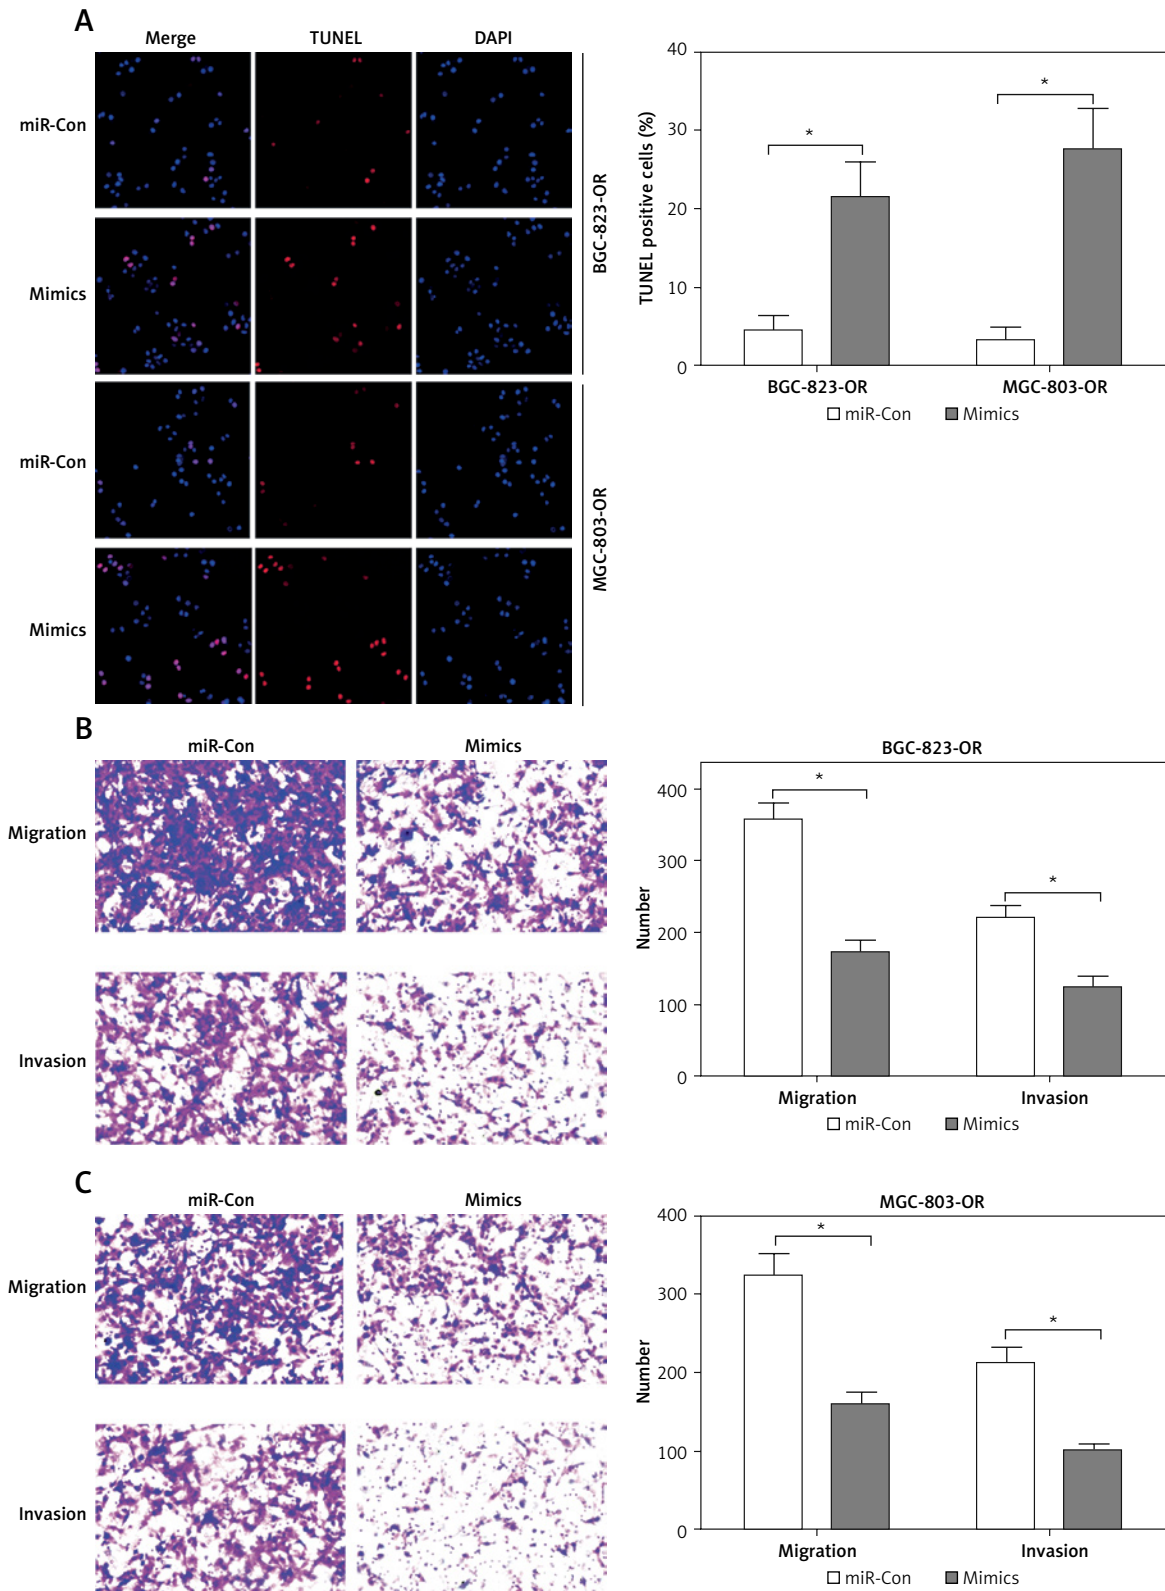 A
Merge TUNEL DAPI
miR-Con
Mimics
miR-Con
Mimics
BGC-823-OR
MGC-803-OR
TUNEL positive cells (%)
40
30
20
10
0
* *
BGC-823-OR MGC-803-OR
miR-Con Mimics
B
miR-Con Mimics
Migration
Invasion
BGC-823-OR
Number
400
300
200
100
0
* *
Migration Invasion
miR-Con Mimics
C
miR-Con Mimics
Migration
Invasion
MGC-803-OR
Number
400
300
200
100
0
* *
Migration Invasion
miR-Con Mimics